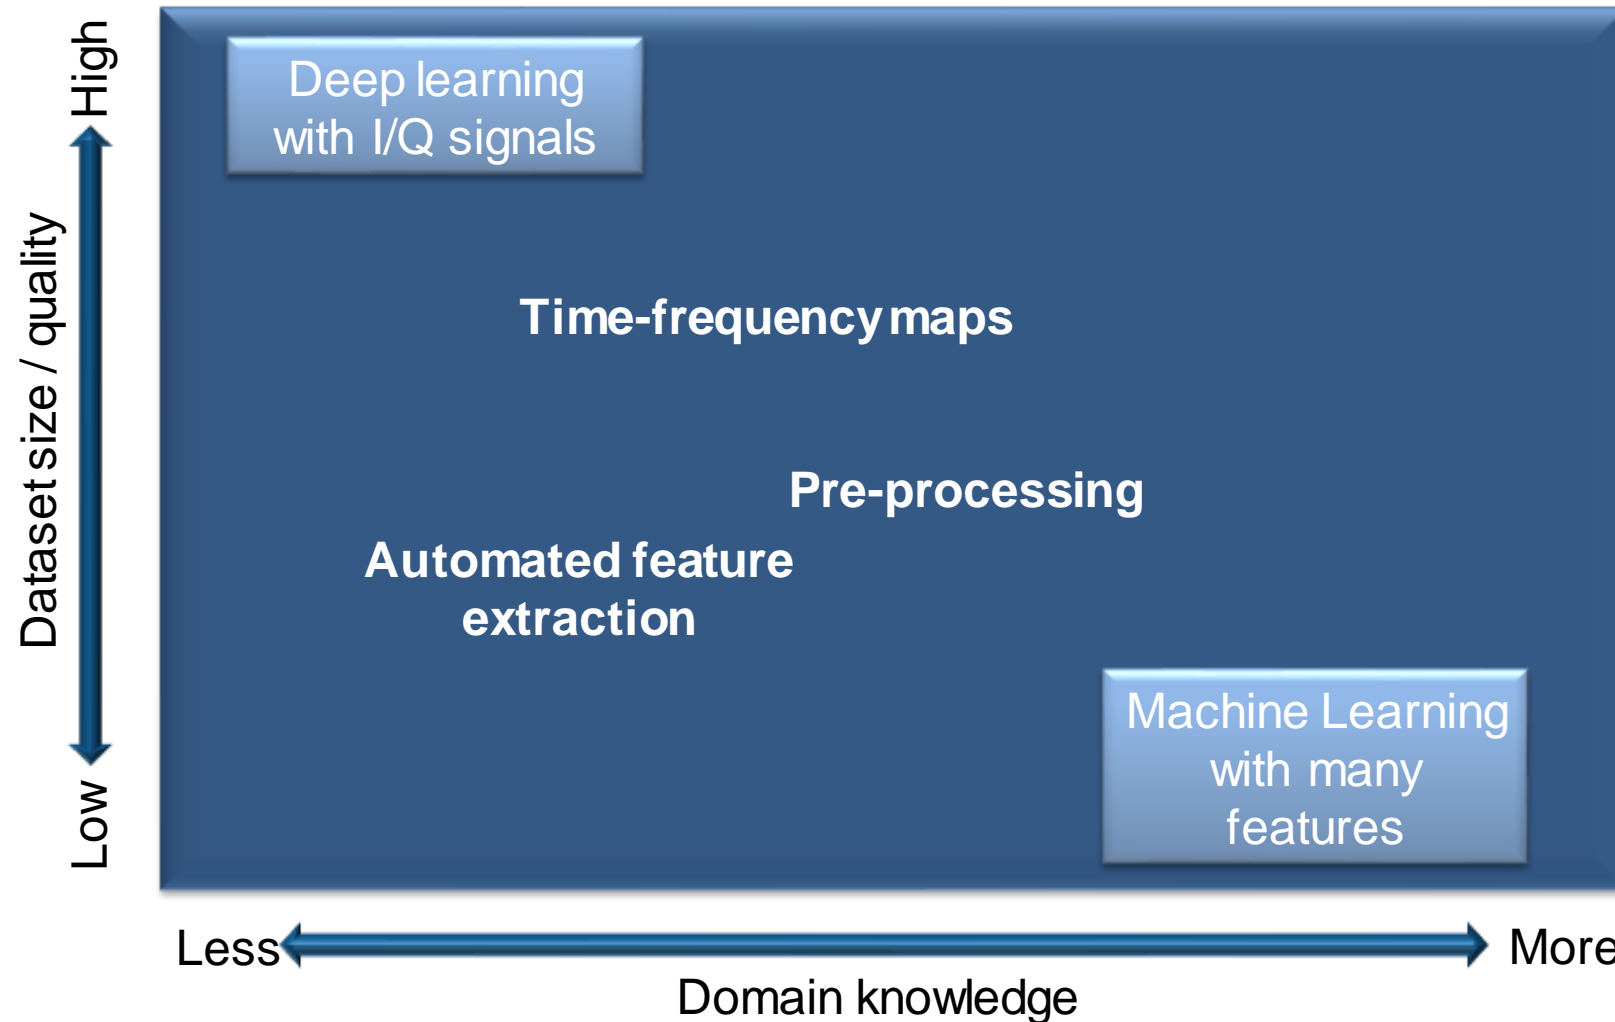 High
Dataset size / quality
Low
Deep learning
with I/Q signals
Time-frequency maps
Pre-processing
Automated feature
extraction
Machine Learning
with many
features
Less
More
Domain knowledge